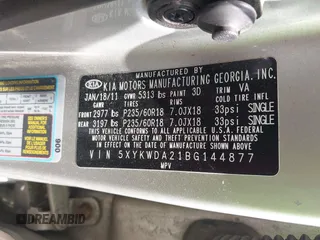 MANUFACTURED BY
KIA KIA MOTORS MANUFACTURING GEORGIA, INC.
JAN/18/11 GVWR 5313 lbs PAINT 3D TRIM VA
GAWR TIRES RIMS COLD TIRE INFL.
FRONT 2977 lbs P235/60R18 7.0JX18 33psi SINGLE
REAR 3197 lbs P235/60R18 7.0JX18 33psi SINGLE
THIS VEHICLE CONFORMS TO ALL APPLICABLE U.S. FEDERAL MOTOR
VEHICLE SAFETY AND THEFT PREVENTION STANDARDS
IN EFFECT ON THE DATE OF MANUFACTURE SHOWN ABOVE
VIN 5XYKWDA21BG144877
MPV
DREAMBID